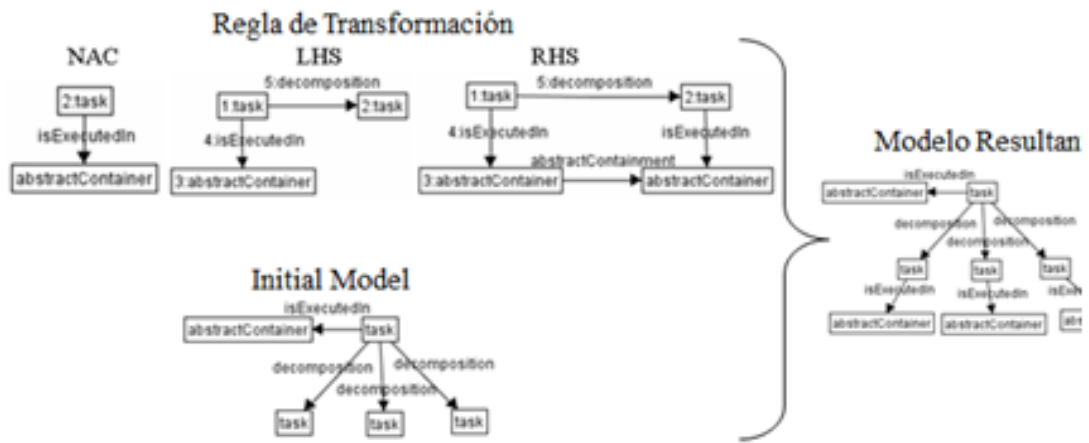 Regla de Transformación
NAC
LHS
RHS
2:task
isExecutedIn
abstractContainer
5:decomposition
1:task
2:task
4:isExecutedIn
3:abstractContainer
5:decomposition
1:task
2:task
4:isExecutedIn
isExecutedIn
abstractContainment
3:abstractContainer
abstractContainer
Initial Model
isExecutedIn
abstractContainer
task
decomposition
decomposition
decomposition
task
task
task
Modelo Resultan
isExecutedIn
abstractContainer
task
decomposition
decomposition
decomposition
task
task
task
isExecutedIn
isExecutedIn
isExe
abstractContainer
abstractContainer
abs